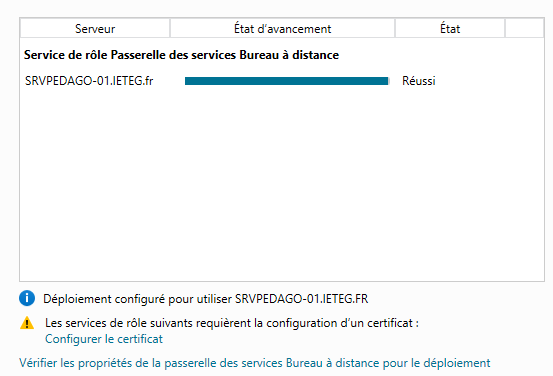 Serveur État d'avancement État
Service de rôle Passerelle des services Bureau à distance
SRVPEDAGO-01.IETEG.fr Réussi
Déploiement configuré pour utiliser SRVPEDAGO-01.IETEG.FR
Les services de rôle suivants requièrent la configuration d'un certificat :
Configurer le certificat
Vérifier les propriétés de la passerelle des services Bureau à distance pour le déploiement